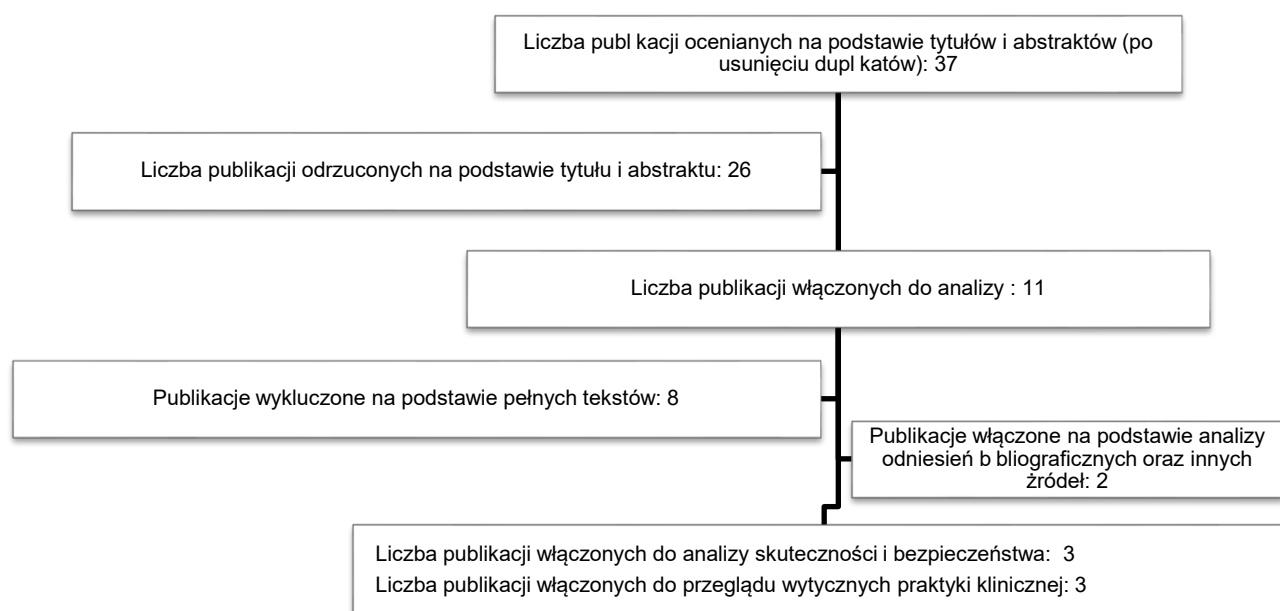 Liczba publ kacji ocenianych na podstawie tytułów i abstraktów (po
usunięciu dupl katów): 37
Liczba publikacji odrzuconych na podstawie tytułu i abstraktu: 26
Liczba publikacji włączonych do analizy : 11
Publikacje wykluczone na podstawie pełnych tekstów: 8
Publikacje włączone na podstawie analizy
odniesień b bliograficznych oraz innych
żródeł: 2
Liczba publikacji włączonych do analizy skuteczności i bezpieczeństwa: 3
Liczba publikacji włączonych do przeglądu wytycznych praktyki klinicznej: 3